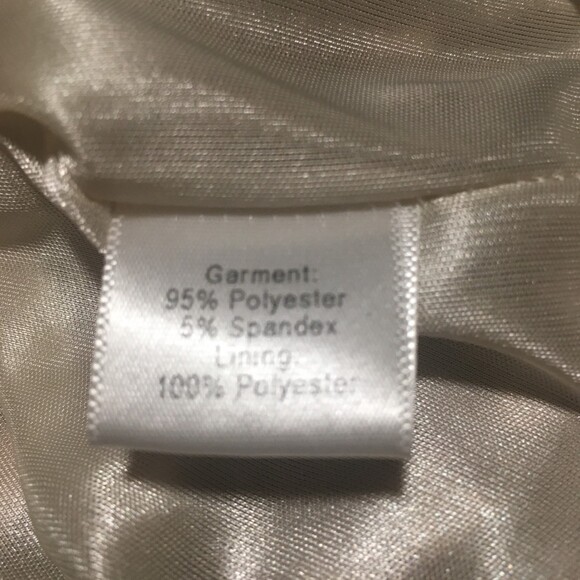 Garment:
95% Polyester
5% Spandex
Lining:
100% Polyester